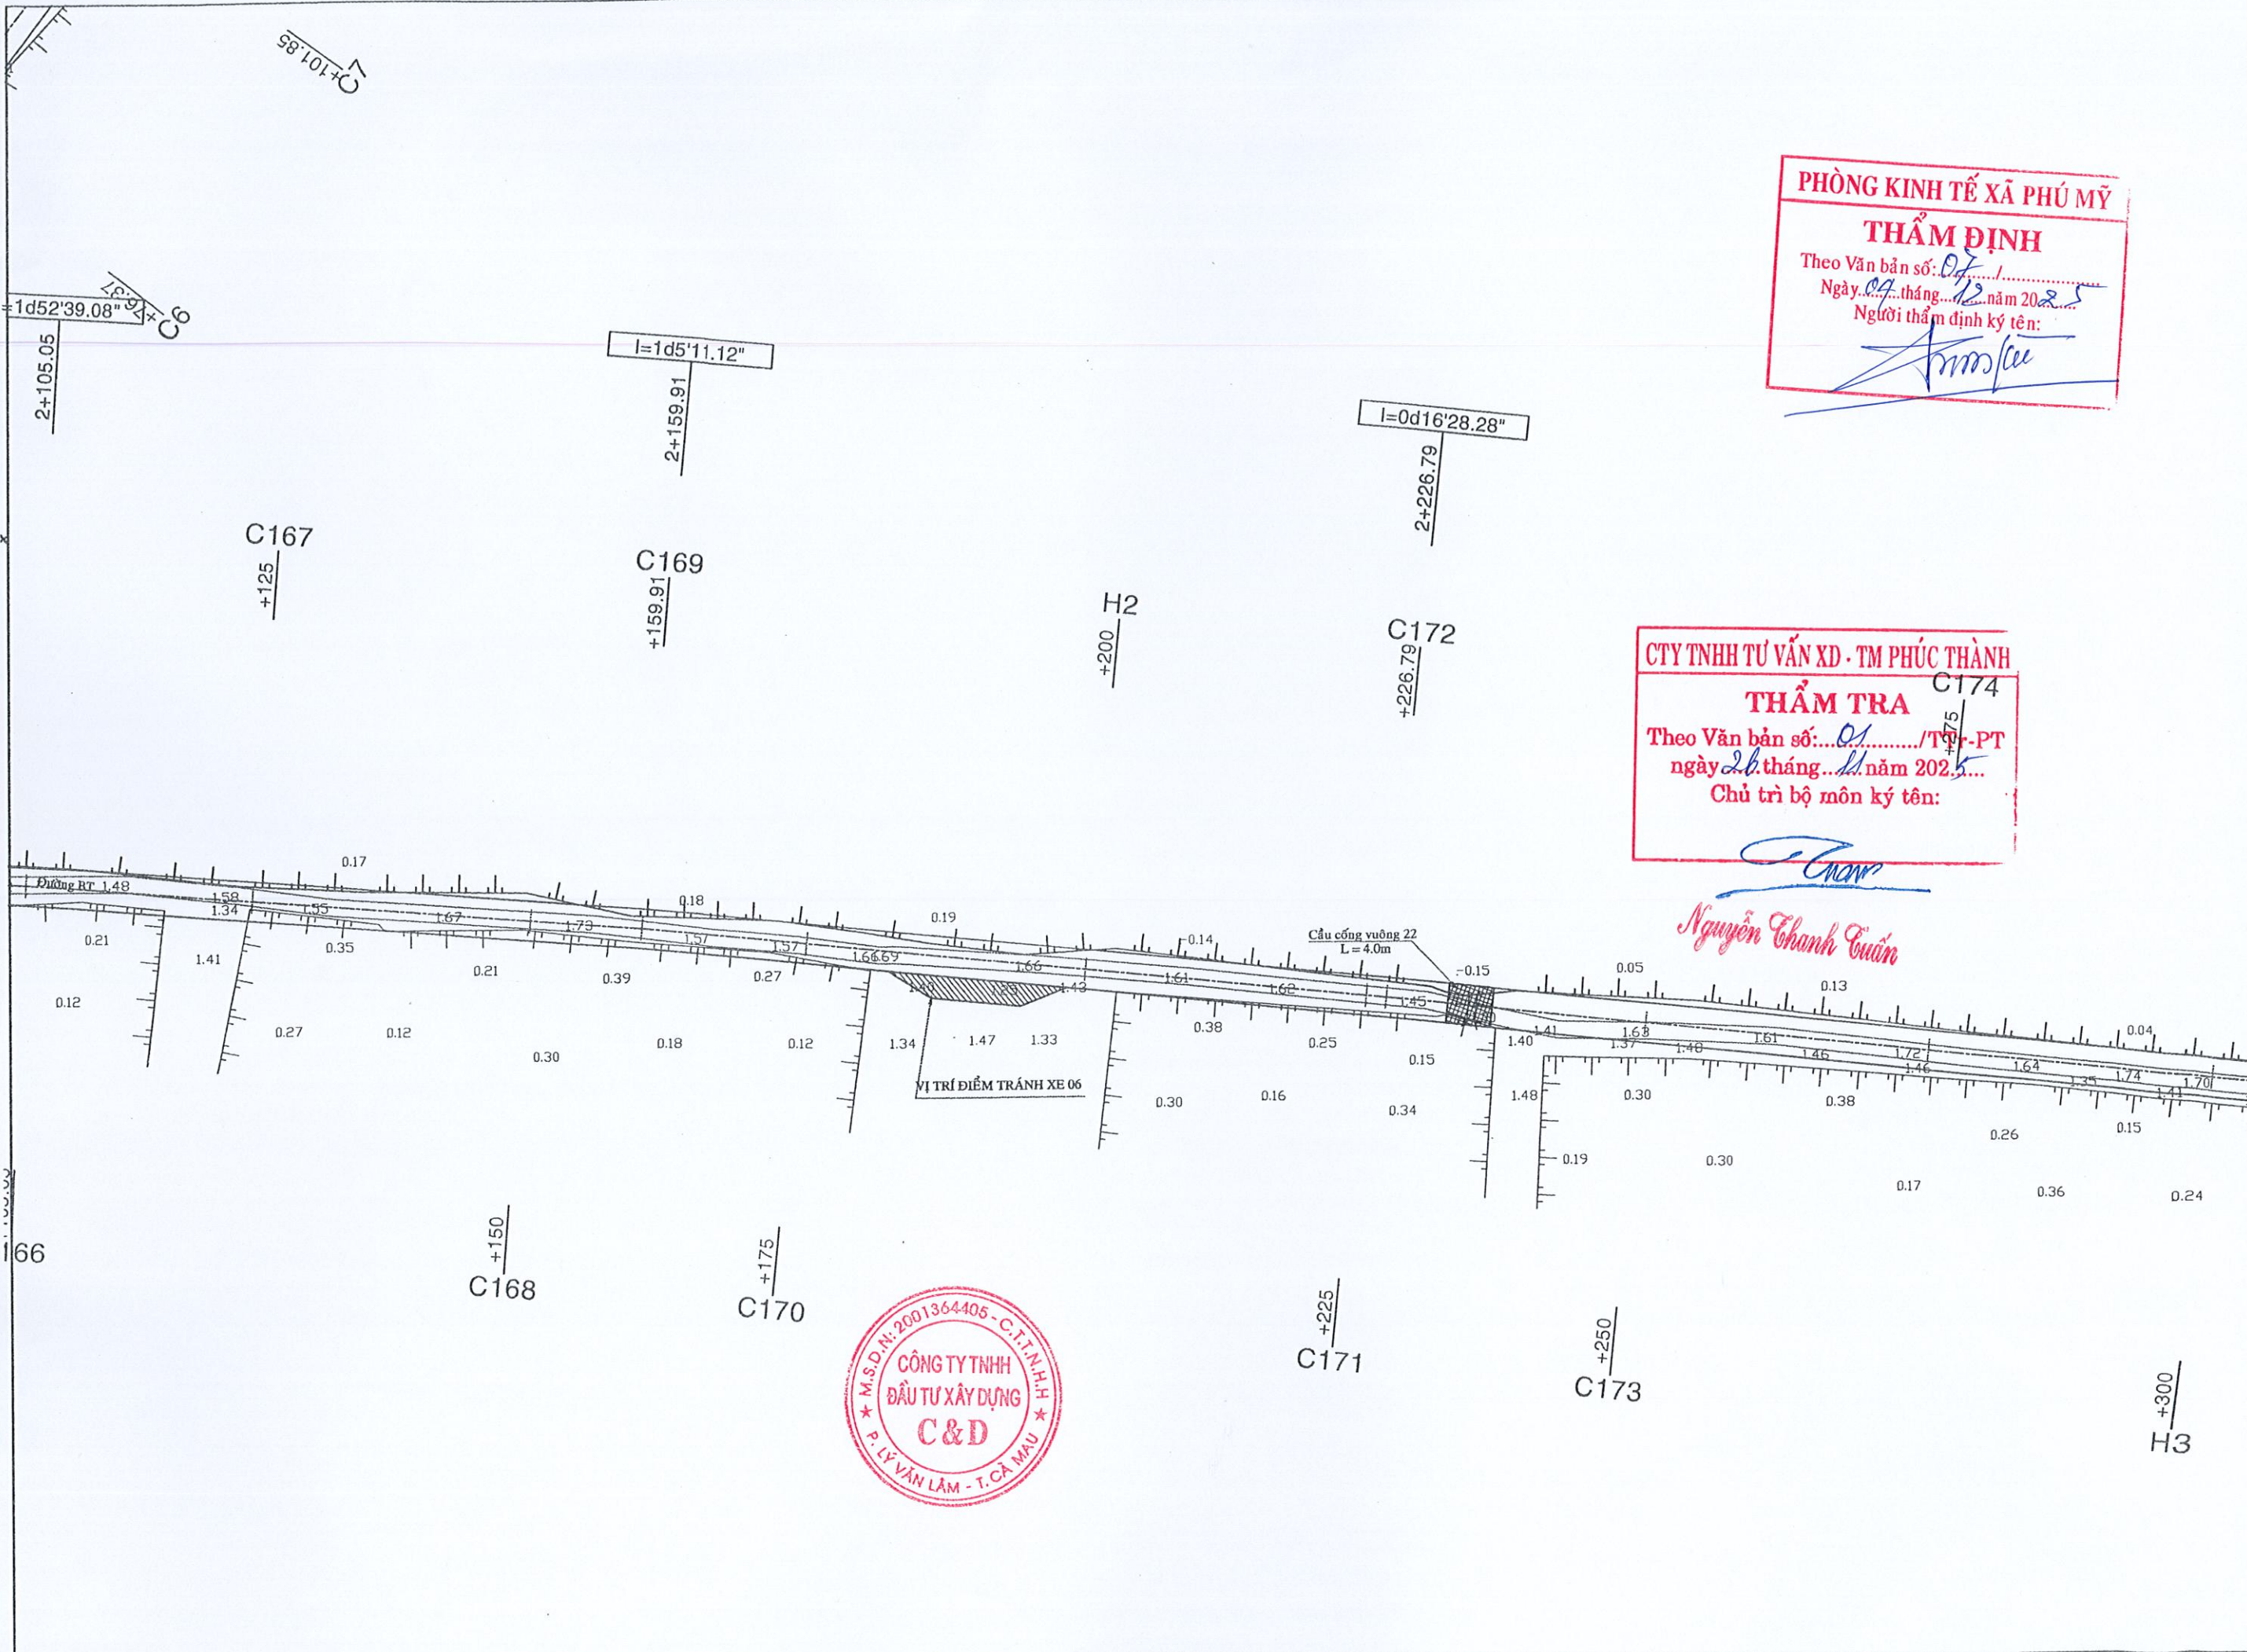 C7
+101.85
C6
+76.37
=1d52'39.08"
2+105.05
I=1d5'11.12"
2+159.91
I=0d16'28.28"
2+226.79
PHÒNG KINH TẾ XÃ PHÚ MỸ
THẨM ĐỊNH
Theo Văn bản số: 07 /
Ngày 04 tháng 12 năm 2025
Người thẩm định ký tên:
C167
+125
C169
+159.91
H2
+200
C172
+226.79
C174
+275
CTY TNHH TƯ VẤN XD - TM PHÚC THÀNH
THẨM TRA
Theo Văn bản số: 01 /TTr-PT
ngày 26 tháng 11 năm 2025
Chủ trì bộ môn ký tên:
Nguyễn Thanh Tuấn
0.17
0.18
0.19
-0.14
Cầu cống vuông 22
L = 4.0m
-0.15
0.05
0.13
0.04
Đường BT 1.48
1.58
1.34
1.55
1.67
1.73
1.57
1.57
1.66
1.69
1.66
1.61
1.62
1.45
1.41
1.63
1.61
1.72
1.64
1.74
1.70
1.40
1.37
1.48
1.46
1.46
1.35
1.41
1.43
0.21
1.41
0.35
0.21
0.39
0.27
0.12
0.27
0.12
0.30
0.18
0.12
1.34
1.47
1.33
0.38
0.25
0.15
VỊ TRÍ ĐIỂM TRÁNH XE 06
0.30
0.16
0.34
1.48
0.30
0.38
0.26
0.15
0.19
0.30
0.17
0.36
0.24
166
+150
C168
+175
C170
+225
C171
+250
C173
+300
H3
M.S.D.N: 2001364405 - C.T.T.N.H.H
CÔNG TY TNHH
ĐẦU TƯ XÂY DỰNG
C & D
P. LÝ VĂN LÂM - T. CÀ MAU